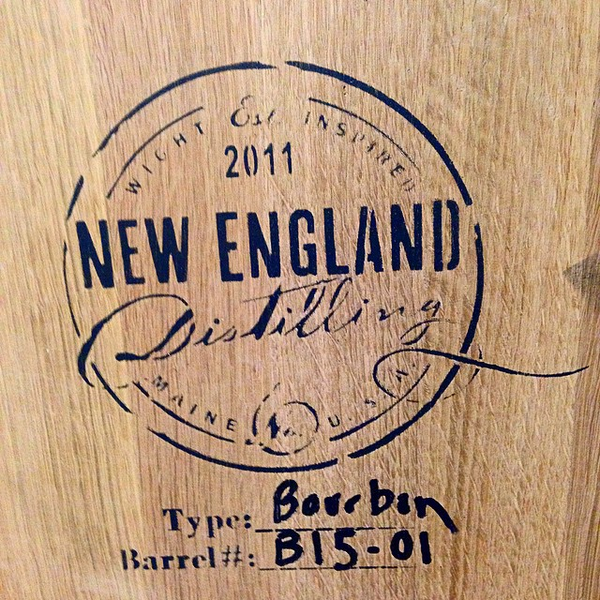 WIGHT Est. INSPIRED
2011
NEW ENGLAND
Distilling
MAINE U.S.A.
Type: Bourbon
Barrel#: B15-01